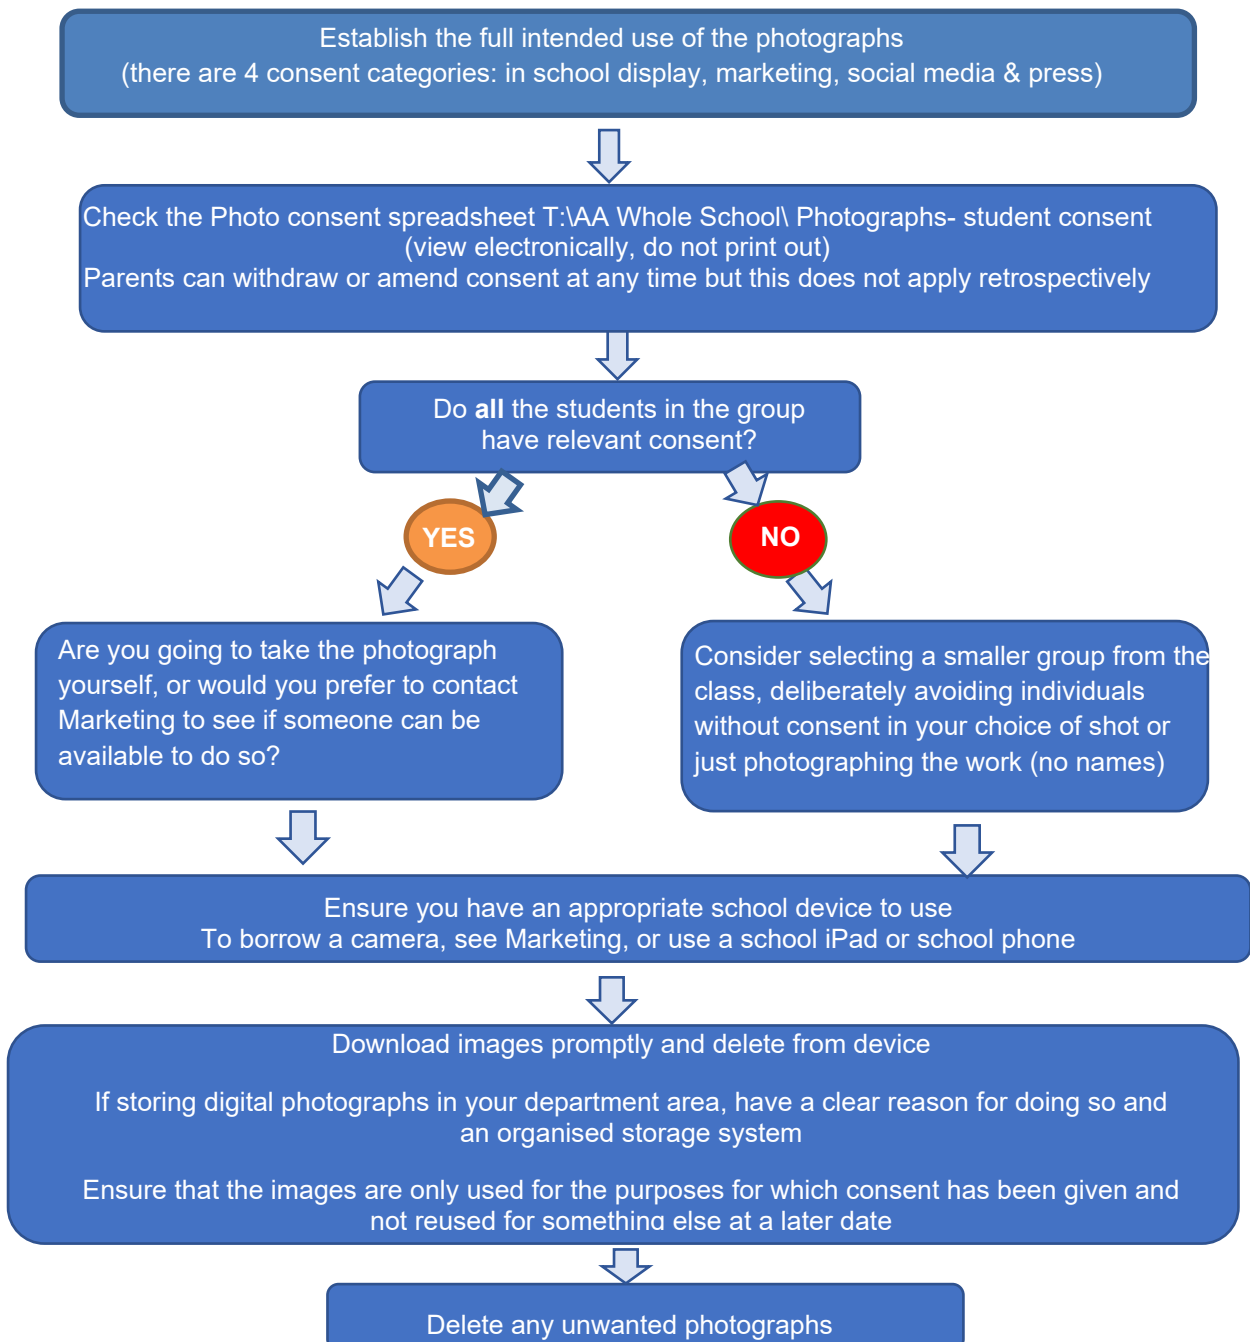 Establish the full intended use of the photographs
(there are 4 consent categories: in school display, marketing, social media & press)
Check the Photo consent spreadsheet T:\AA Whole School\ Photographs- student consent
(view electronically, do not print out)
Parents can withdraw or amend consent at any time but this does not apply retrospectively
Do all the students in the group
have relevant consent?
YES
NO
Are you going to take the photograph
yourself, or would you prefer to contact
Marketing to see if someone can be
available to do so?
Consider selecting a smaller group from the
class, deliberately avoiding individuals
without consent in your choice of shot or
just photographing the work (no names)
Ensure you have an appropriate school device to use
To borrow a camera, see Marketing, or use a school iPad or school phone
Download images promptly and delete from device
If storing digital photographs in your department area, have a clear reason for doing so and
an organised storage system
Ensure that the images are only used for the purposes for which consent has been given and
not reused for something else at a later date
Delete any unwanted photographs